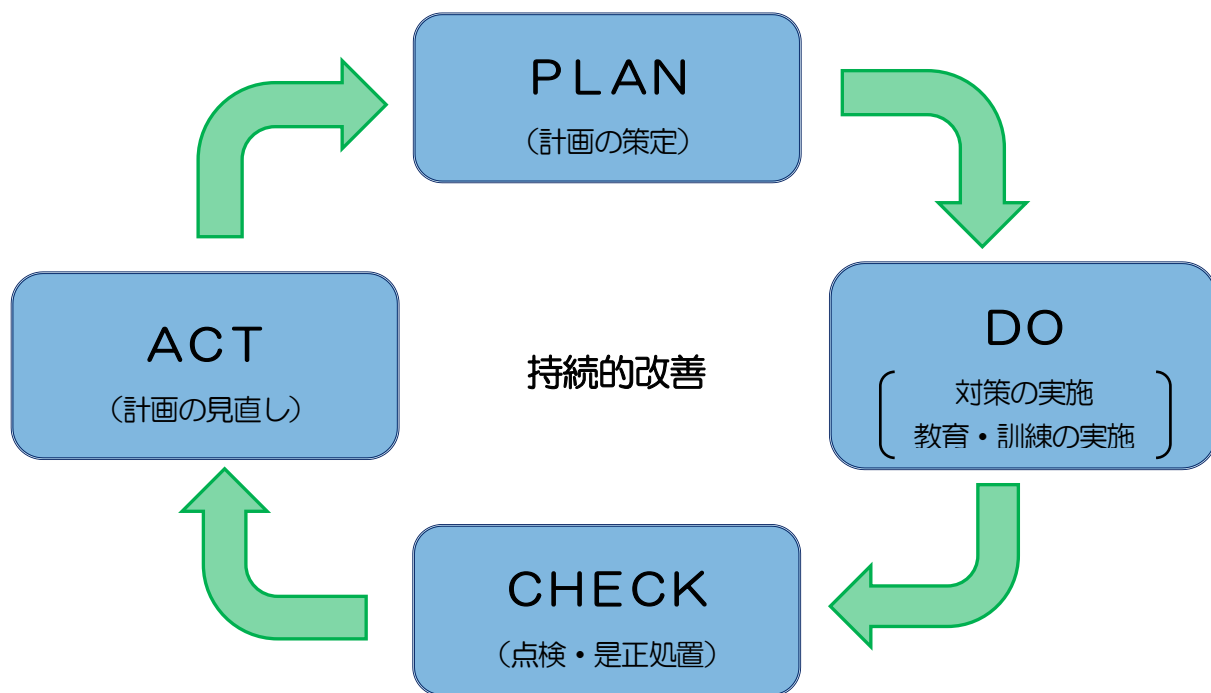 ＰＬＡＮ
（計画の策定）
ＤＯ
対策の実施
教育・訓練の実施
持続的改善
ＡＣＴ
（計画の見直し）
ＣＨＥＣＫ
（点検・是正処置）